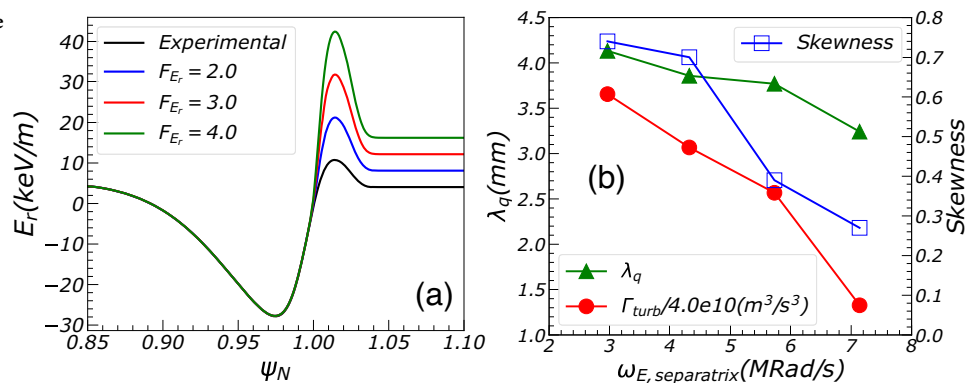 e
(a)
Experimental
F_{E_r} = 2.0
F_{E_r} = 3.0
F_{E_r} = 4.0
E_r(keV/m)
40
30
20
10
0
−10
−20
−30
0.85 0.90 0.95 1.00 1.05 1.10
ψ_N
(b)
Skewness
λ_q
Γ_{turb}/4.0e10(m³/s³)
λ_q(mm)
4.5
4.0
3.5
3.0
2.5
2.0
1.5
1.0
2 3 4 5 6 7 8
ω_{E, separatrix}(MRad/s)
0.8
0.7
0.6
0.5
0.4
0.3
0.2
0.1
0.0
Skewness